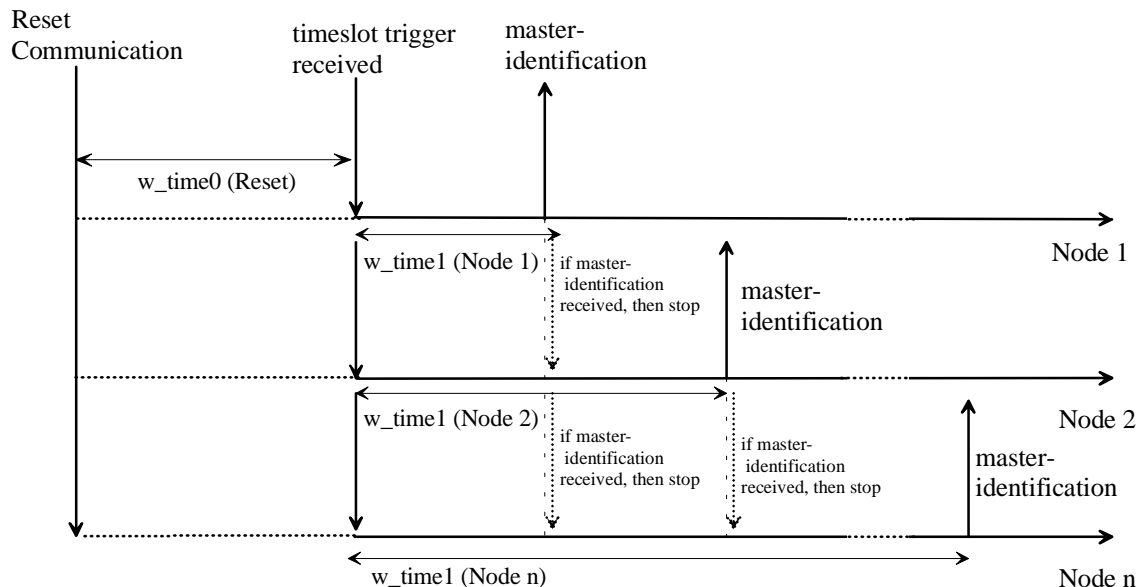 Reset
Communication
timeslot trigger
received
master-
identification
w_time0 (Reset)
w_time1 (Node 1)
if master-
identification
received, then stop
Node 1
master-
identification
w_time1 (Node 2)
if master-
identification
received, then stop
if master-
identification
received, then stop
Node 2
master-
identification
w_time1 (Node n)
Node n